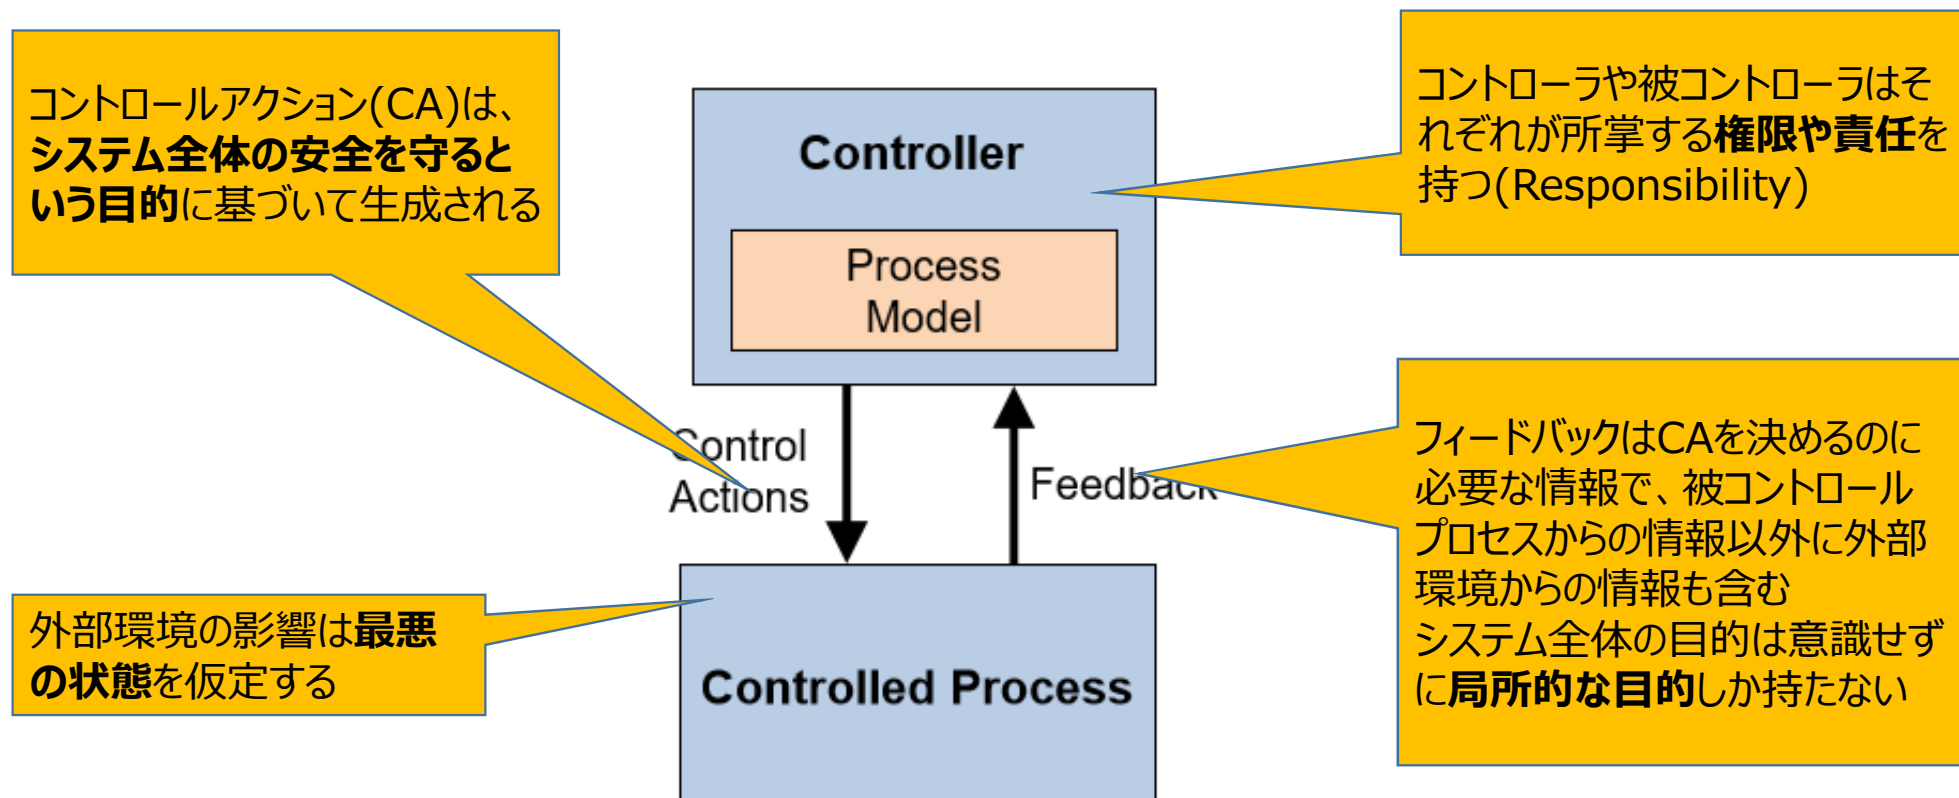 コントロールアクション(CA)は、
システム全体の安全を守ると
いう目的に基づいて生成される
Controller
Process
Model
コントローラや被コントローラはそ
れぞれが所掌する権限や責任を
持つ(Responsibility)
Control
Actions
Feedback
フィードバックはCAを決めるのに
必要な情報で、被コントロール
プロセスからの情報以外に外部
環境からの情報も含む
システム全体の目的は意識せず
に局所的な目的しか持たない
外部環境の影響は最悪
の状態を仮定する
Controlled Process